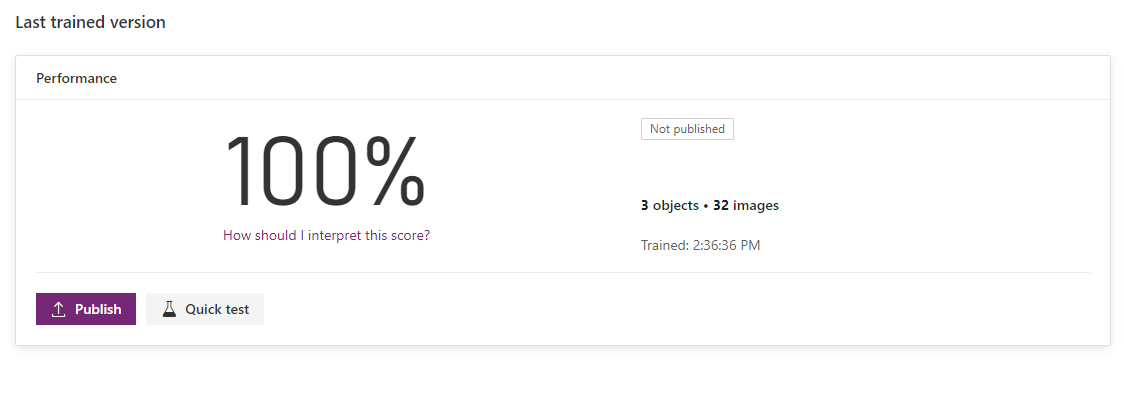 Last trained version
Performance
100%
How should I interpret this score?
Not published
3 objects • 32 images
Trained: 2:36:36 PM
Publish
Quick test